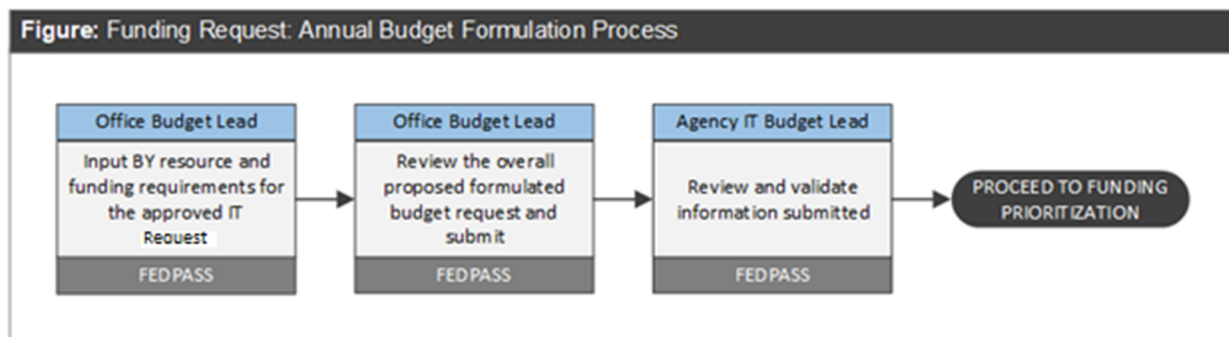 Figure: Funding Request: Annual Budget Formulation Process
Office Budget Lead
Input BY resource and
funding requirements for
the approved IT
Request
FEDPASS
Office Budget Lead
Review the overall
proposed formulated
budget request and
submit
FEDPASS
Agency IT Budget Lead
Review and validate
information submitted
FEDPASS
PROCEED TO FUNDING
PRIORITIZATION